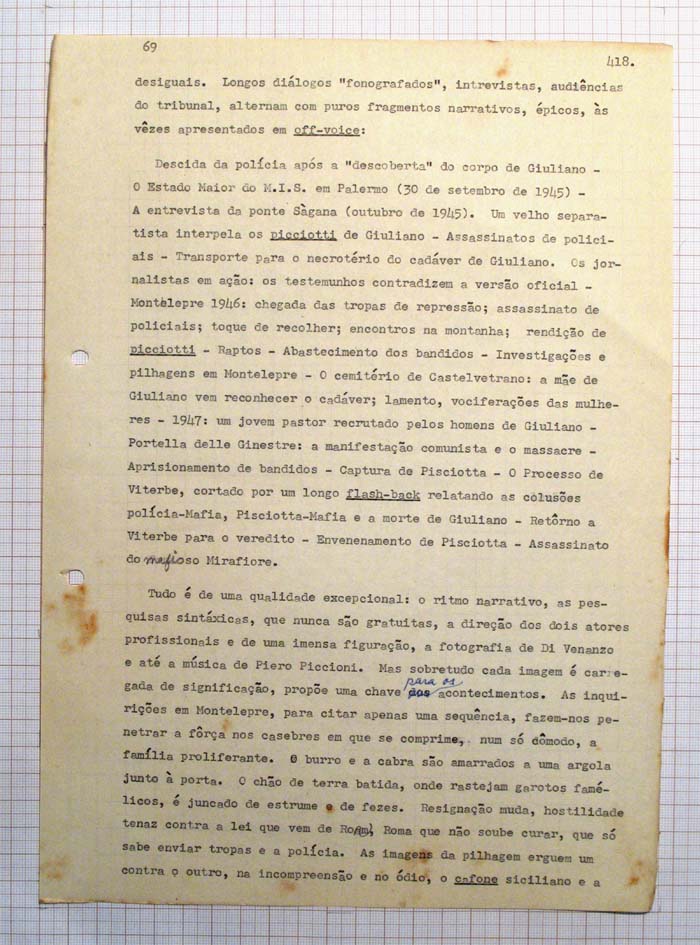 69
418.
desiguais. Longos diálogos "fonografados", intrevistas, audiências
do tribunal, alternam com puros fragmentos narrativos, épicos, às
vêzes apresentados em off-voice:
Descida da polícia após a "descoberta" do corpo de Giuliano -
O Estado Maior do M.I.S. em Palermo (30 de setembro de 1945) -
A entrevista da ponte Sàgana (outubro de 1945). Um velho separa-
tista interpela os picciotti de Giuliano - Assassinatos de polici-
ais - Transporte para o necrotério do cadáver de Giuliano. Os jor-
nalistas em ação: os testemunhos contradizem a versão oficial -
Montelepre 1946: chegada das tropas de repressão; assassinato de
policiais; toque de recolher; encontros na montanha; rendição de
picciotti - Raptos - Abastecimento dos bandidos - Investigações e
pilhagens em Montelepre - O cemitério de Castelvetrano: a mãe de
Giuliano vem reconhecer o cadáver; lamento, vociferações das mulhe-
res - 1947: um jovem pastor recrutado pelos homens de Giuliano -
Portella delle Ginestre: a manifestação comunista e o massacre -
Aprisionamento de bandidos - Captura de Pisciotta - O Processo de
Viterbe, cortado por um longo flash-back relatando as colusões
polícia-Mafia, Pisciotta-Mafia e a morte de Giuliano - Retôrno a
Viterbe para o veredito - Envenenamento de Pisciotta - Assassinato
do mafioso Mirafiore.
Tudo é de uma qualidade excepcional: o ritmo narrativo, as pes-
quisas sintáxicas, que nunca são gratuitas, a direção dos dois atores
profissionais e de uma imensa figuração, a fotografia de Di Venanzo
e até a música de Piero Piccioni. Mas sobretudo cada imagem é carre-
gada de significação, propõe uma chave para os acontecimentos. As inqui-
rições em Montelepre, para citar apenas uma sequência, fazem-nos pe-
netrar a fôrça nos casebres em que se comprime, num só cômodo, a
família proliferante. O burro e a cabra são amarrados a uma argola
junto à porta. O chão de terra batida, onde rastejam garotos famé-
licos, é juncado de estrume e de fezes. Resignação muda, hostilidade
tenaz contra a lei que vem de Roma, Roma que não soube curar, que só
sabe enviar tropas e a polícia. As imagens da pilhagem erguem um
contra o outro, na incompreensão e no ódio, o cafone siciliano e a